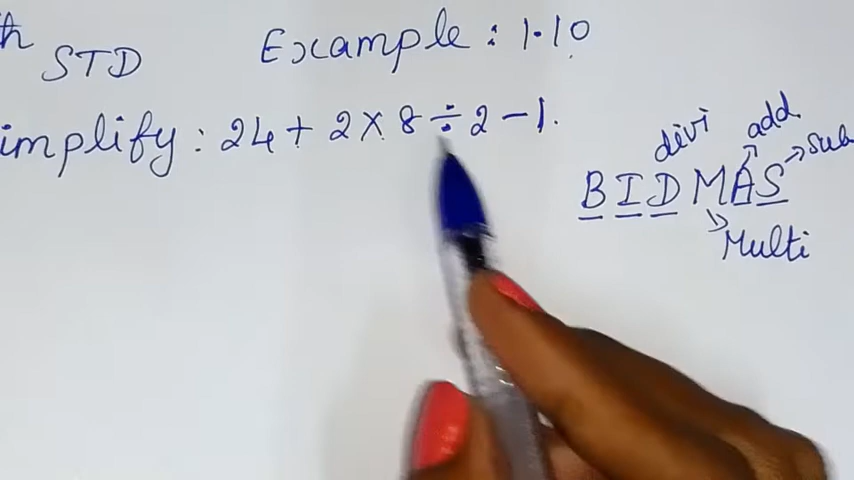 th
STD Example : 1.10
implify : 24 + 2 × 8 ÷ 2 - 1.
divi add
sub
BIDMAS
Multi